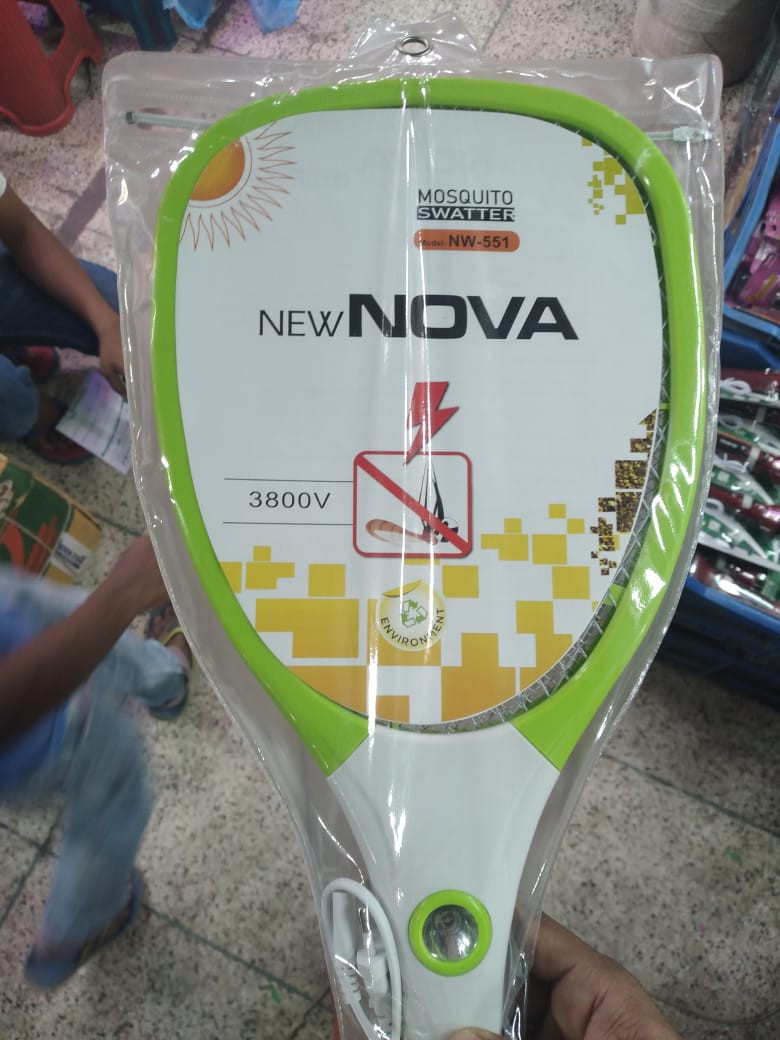 MOSQUITO
SWATTER
Model: NW-551
NEW NOVA
3800V
ENVIRONMENT